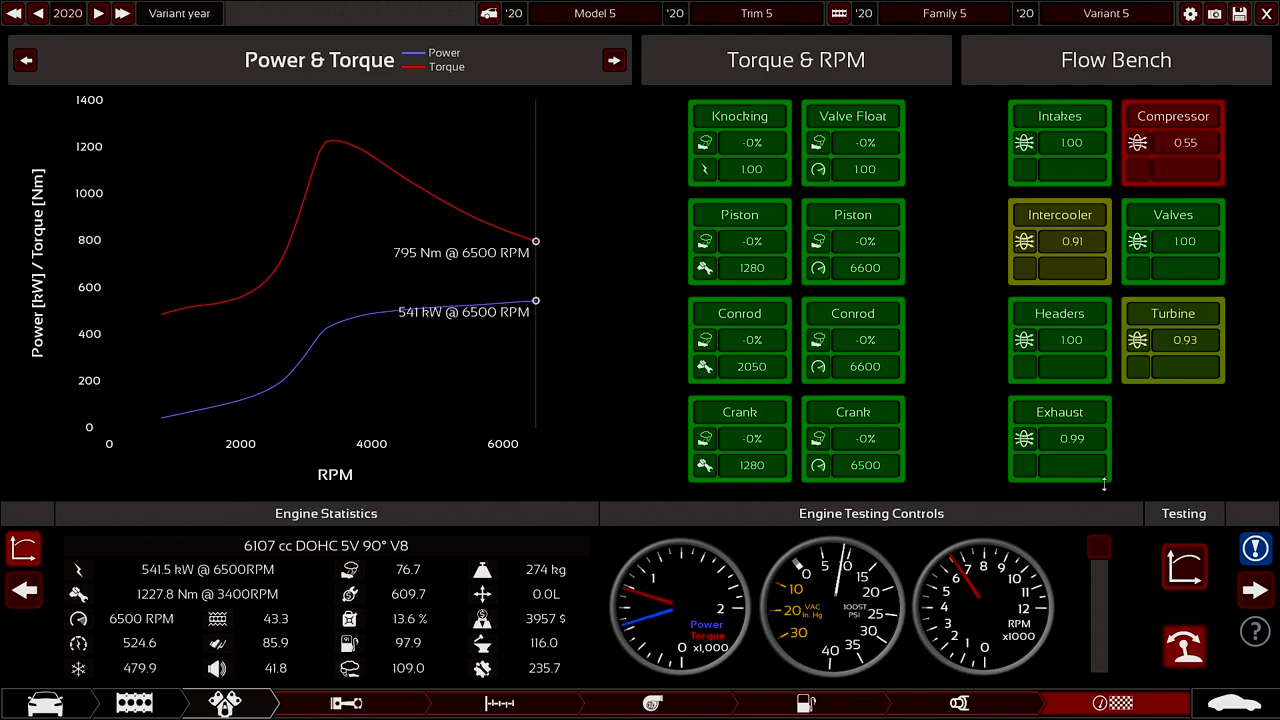 2020
Variant year
'20
Model 5
'20
Trim 5
'20
Family 5
'20
Variant 5
Power & Torque
Power
Torque
Torque & RPM
Flow Bench
1400
1200
1000
800
600
400
200
0
Power [kW] / Torque [Nm]
795 Nm @ 6500 RPM
541 kW @ 6500 RPM
0
2000
4000
6000
RPM
Knocking
-0%
1.00
Valve Float
-0%
1.00
Piston
-0%
1280
Piston
-0%
6600
Conrod
-0%
2050
Conrod
-0%
6600
Crank
-0%
1280
Crank
-0%
6500
Intakes
1.00
Compressor
0.55
Intercooler
0.91
Valves
1.00
Headers
1.00
Turbine
0.93
Exhaust
0.99
Engine Statistics
Engine Testing Controls
Testing
6107 cc DOHC 5V 90° V8
541.5 kW @ 6500RPM
76.7
274 kg
1227.8 Nm @ 3400RPM
609.7
0.0L
6500 RPM
43.3
13.6 %
3957 $
524.6
85.9
97.9
116.0
479.9
41.8
109.0
235.7
1
2
0
Power
Torque
x1,000
0
5
10
15
20
25
30
35
40
10
20
30
VAC
In. Hg
BOOST
PSI
0
1
2
3
4
5
6
7
8
9
10
11
12
RPM
x1000
?